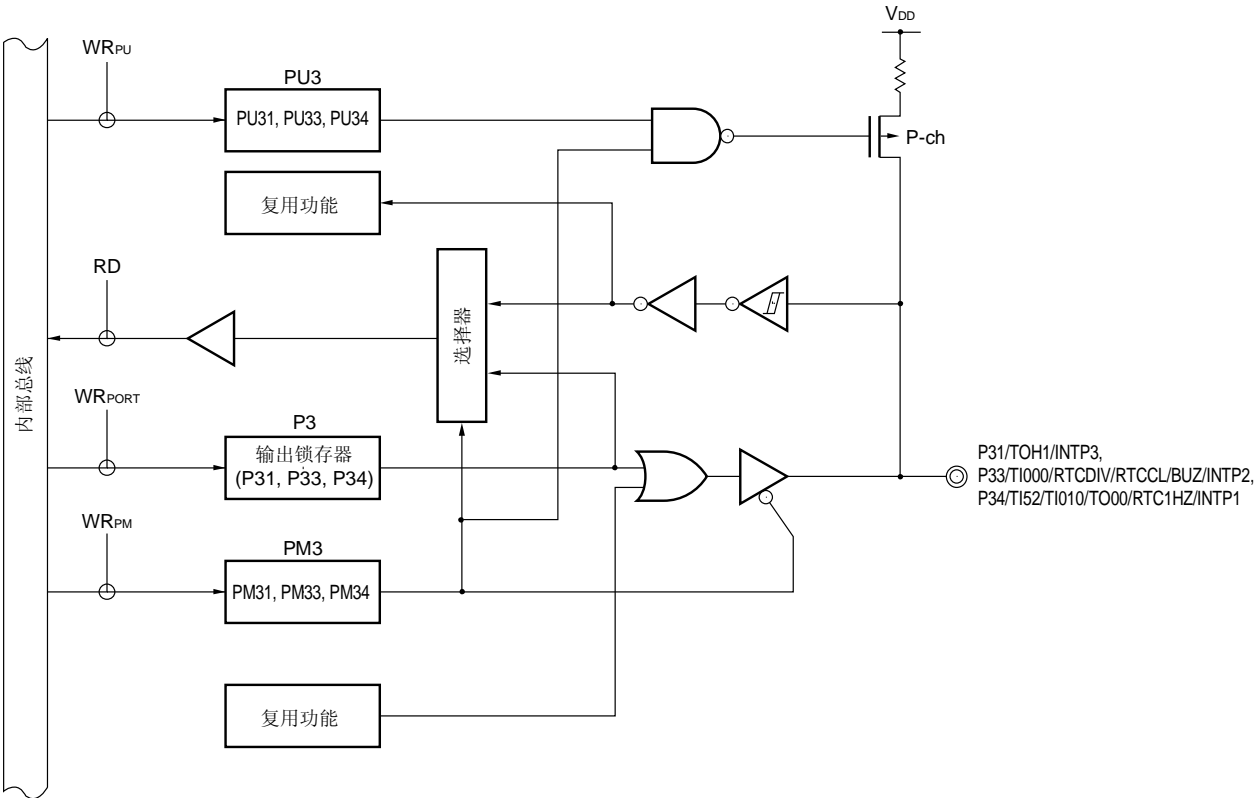 VDD
WRPU
PU3
PU31, PU33, PU34
P-ch
复用功能
RD
选择器
内部总线
WRPORT
P3
输出锁存器
(P31, P33, P34)
P31/TOH1/INTP3,
P33/TI000/RTCDIV/RTCCL/BUZ/INTP2,
P34/TI52/TI010/TO00/RTC1HZ/INTP1
WRPM
PM3
PM31, PM33, PM34
复用功能